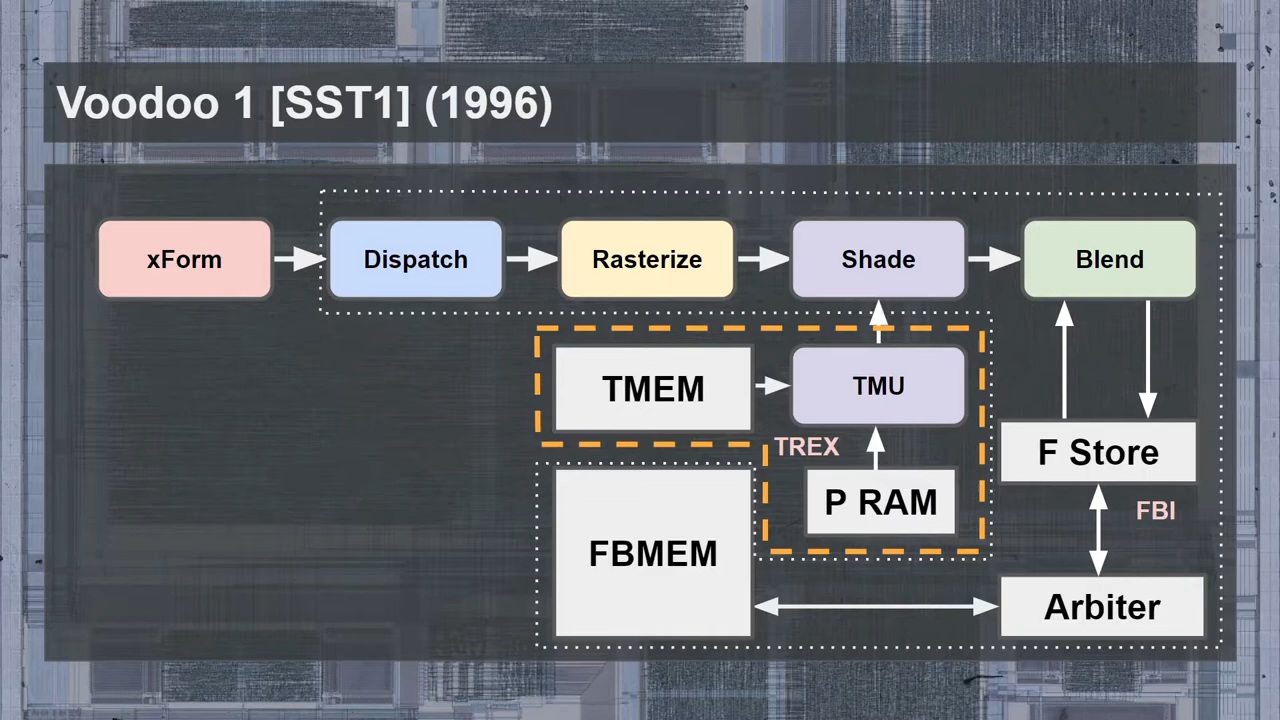 Voodoo 1 [SST1] (1996)
xForm
Dispatch
Rasterize
Shade
Blend
TMEM
TMU
TREX
P RAM
F Store
FBI
FBMEM
Arbiter